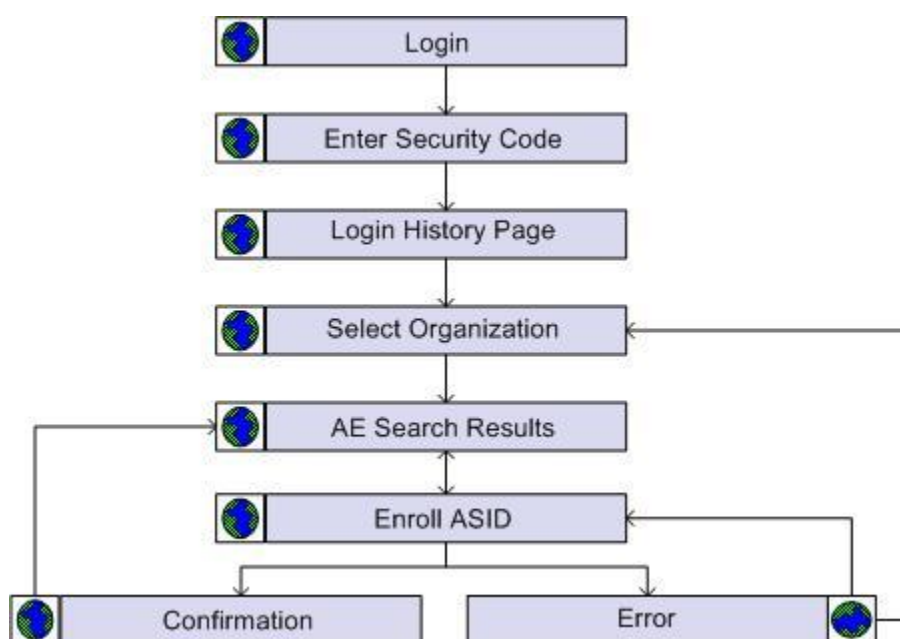 Login
Enter Security Code
Login History Page
Select Organization
AE Search Results
Enroll ASID
Confirmation
Error